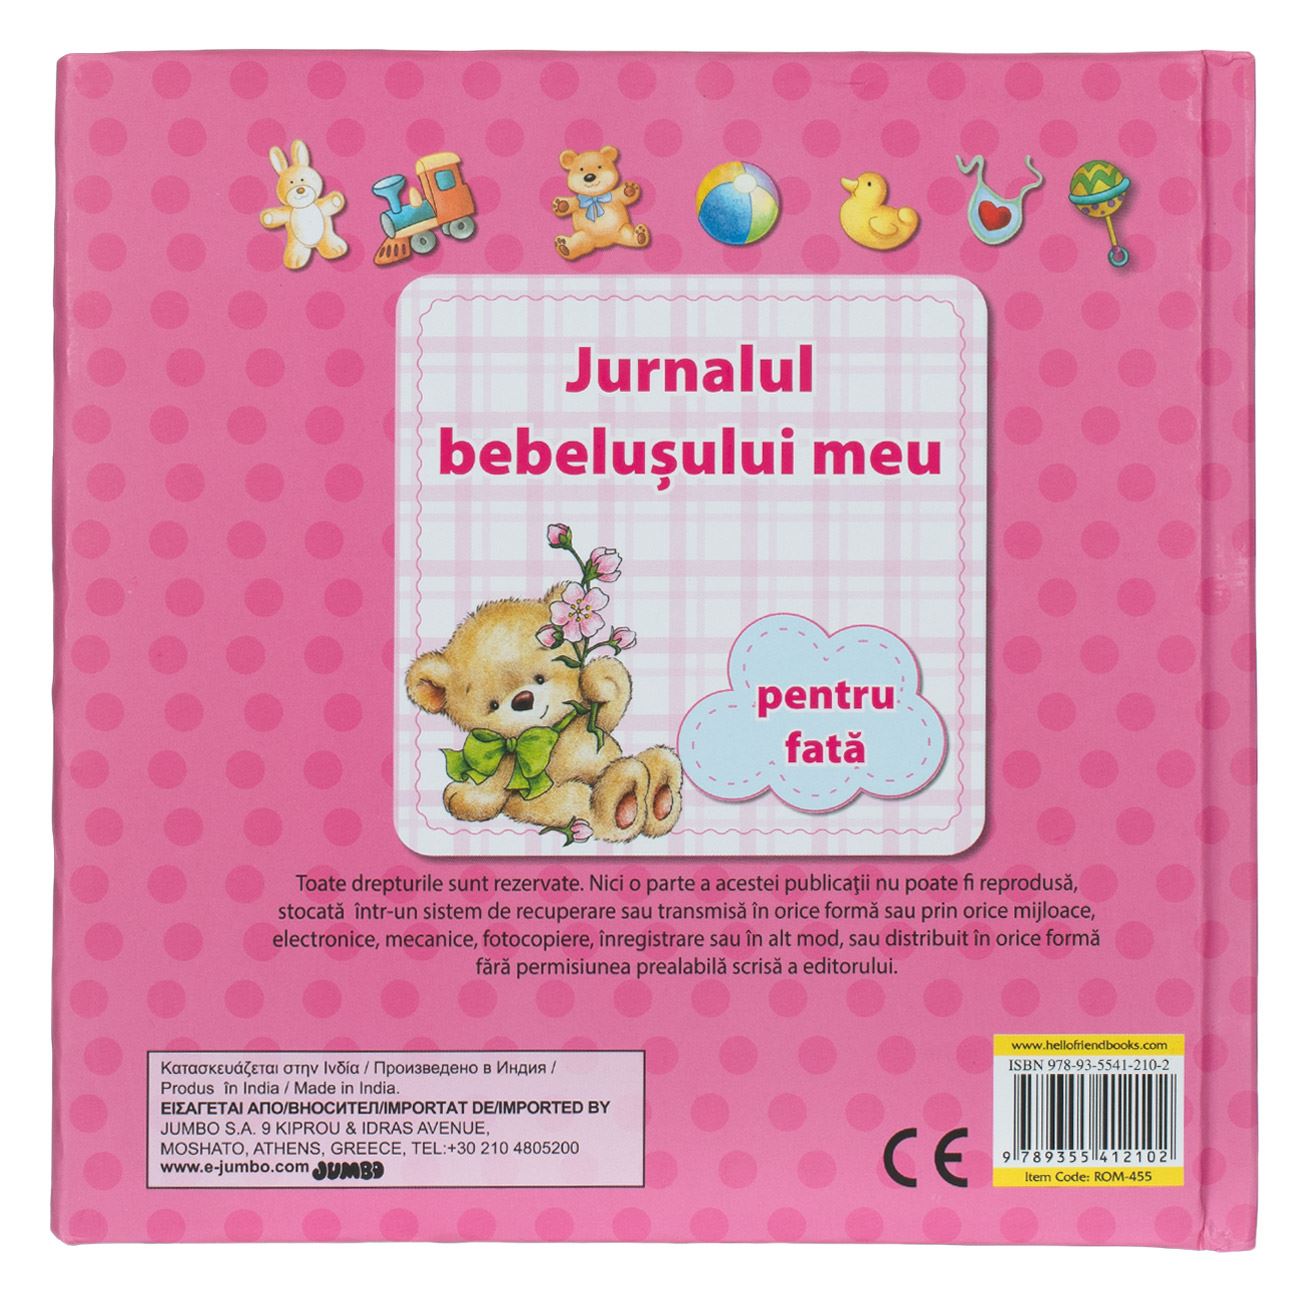 Jurnalul
bebelușului meu
pentru
fată
Toate drepturile sunt rezervate. Nici o parte a acestei publicaţii nu poate fi reprodusă,
stocată într-un sistem de recuperare sau transmisă în orice formă sau prin orice mijloace,
electronice, mecanice, fotocopiere, înregistrare sau în alt mod, sau distribuit în orice formă
fără permisiunea prealabilă scrisă a editorului.
Κατασκευάζεται στην Ινδία / Произведено в Индия /
Produs în India / Made in India.
ΕΙΣΑΓΕΤΑΙ ΑΠΟ/ВНОСИТЕЛ/IMPORTAT DE/IMPORTED BY
JUMBO S.A. 9 KIPROU & IDRAS AVENUE,
MOSHATO, ATHENS, GREECE, TEL:+30 210 4805200
www.e-jumbo.com JUMBO
CE
www.hellofriendbooks.com
ISBN 978-93-5541-210-2
9 789355 412102
Item Code: ROM-455